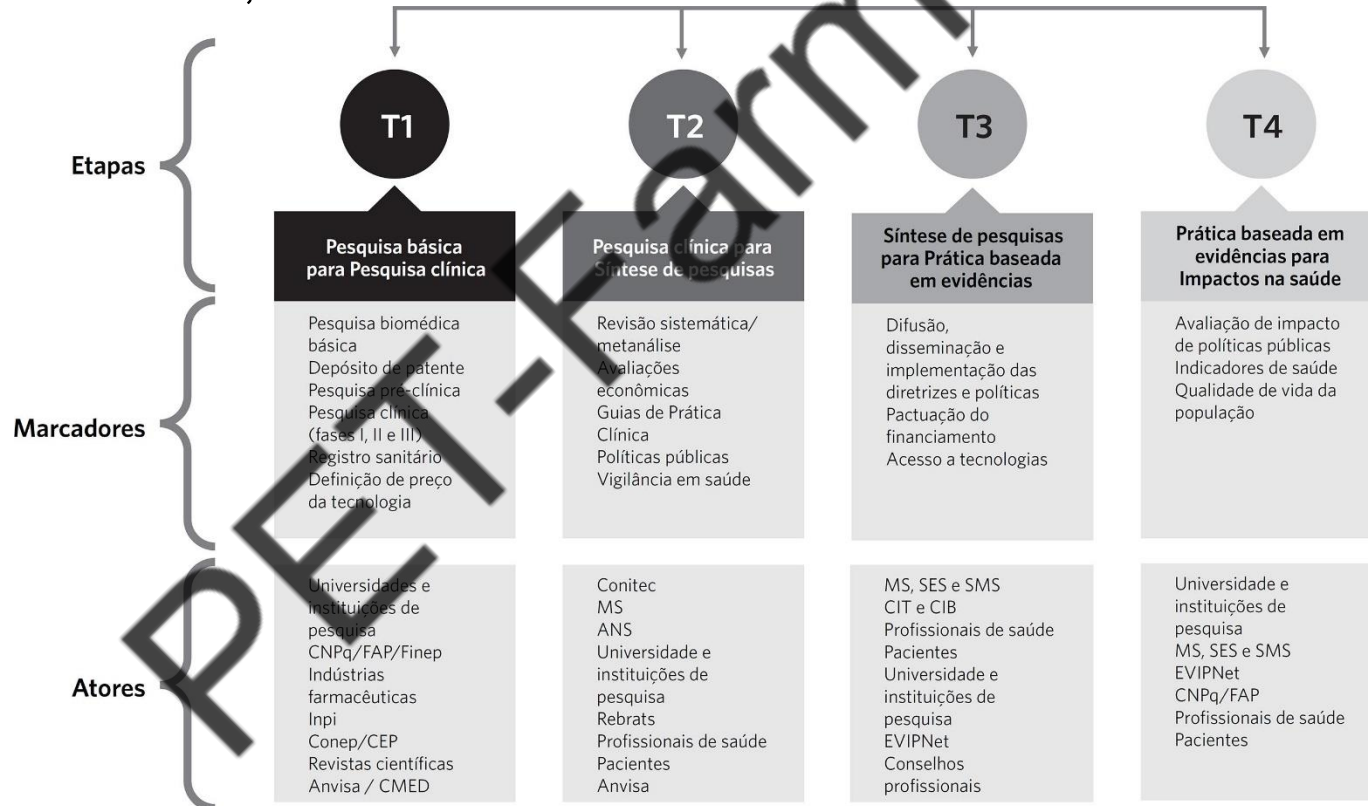 T1
T2
T3
T4
Etapas
Pesquisa básica
para Pesquisa clínica
Pesquisa clínica para
Síntese de pesquisas
Síntese de pesquisas
para Prática baseada
em evidências
Prática baseada em
evidências para
Impactos na saúde
Marcadores
Pesquisa biomédica
básica
Depósito de patente
Pesquisa pré-clínica
Pesquisa clínica
(fases I, II e III)
Registro sanitário
Definição de preço
da tecnologia
Revisão sistemática/
metanálise
Avaliações
econômicas
Guias de Prática
Clínica
Políticas públicas
Vigilância em saúde
Difusão,
disseminação e
implementação das
diretrizes e políticas
Pactuação do
financiamento
Acesso a tecnologias
Avaliação de impacto
de políticas públicas
Indicadores de saúde
Qualidade de vida da
população
Atores
Universidades e
instituições de
pesquisa
CNPq/FAP/Finep
Indústrias
farmacêuticas
Inpi
Conep/CEP
Revistas científicas
Anvisa / CMED
Conitec
MS
ANS
Universidade e
instituições de
pesquisa
Rebrats
Profissionais de saúde
Pacientes
Anvisa
MS, SES e SMS
CIT e CIB
Profissionais de saúde
Pacientes
Universidade e
instituições de
pesquisa
EVIPNet
Conselhos
profissionais
Universidade e
instituições de
pesquisa
MS, SES e SMS
EVIPNet
CNPq/FAP
Profissionais de saúde
Pacientes
PET-Farm